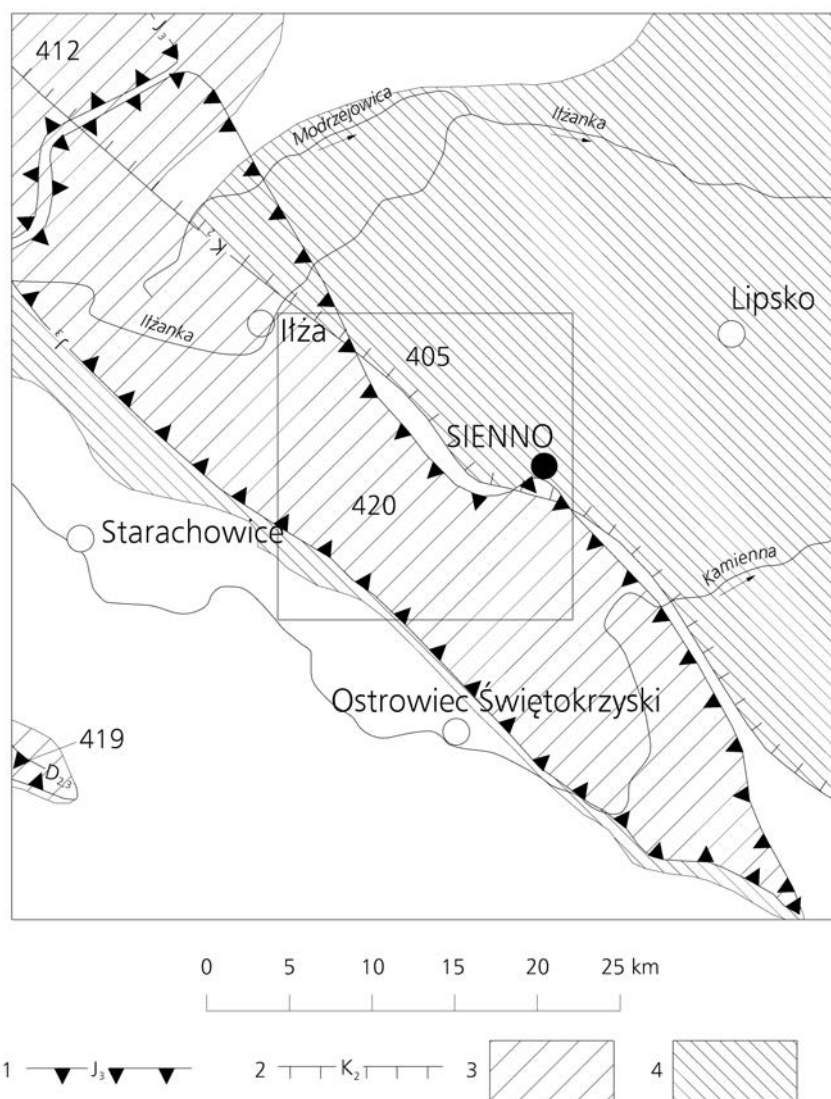 J₃
412
Modrzejowica
Iłżanka
K₂
Lipsko
Iłżanka
Iłża
J₃
405
SIENNO
420
Starachowice
Kamienna
Ostrowiec Świętokrzyski
419
D₂,₃
0 5 10 15 20 25 km
1 J₃ 2 K₂ 3 4